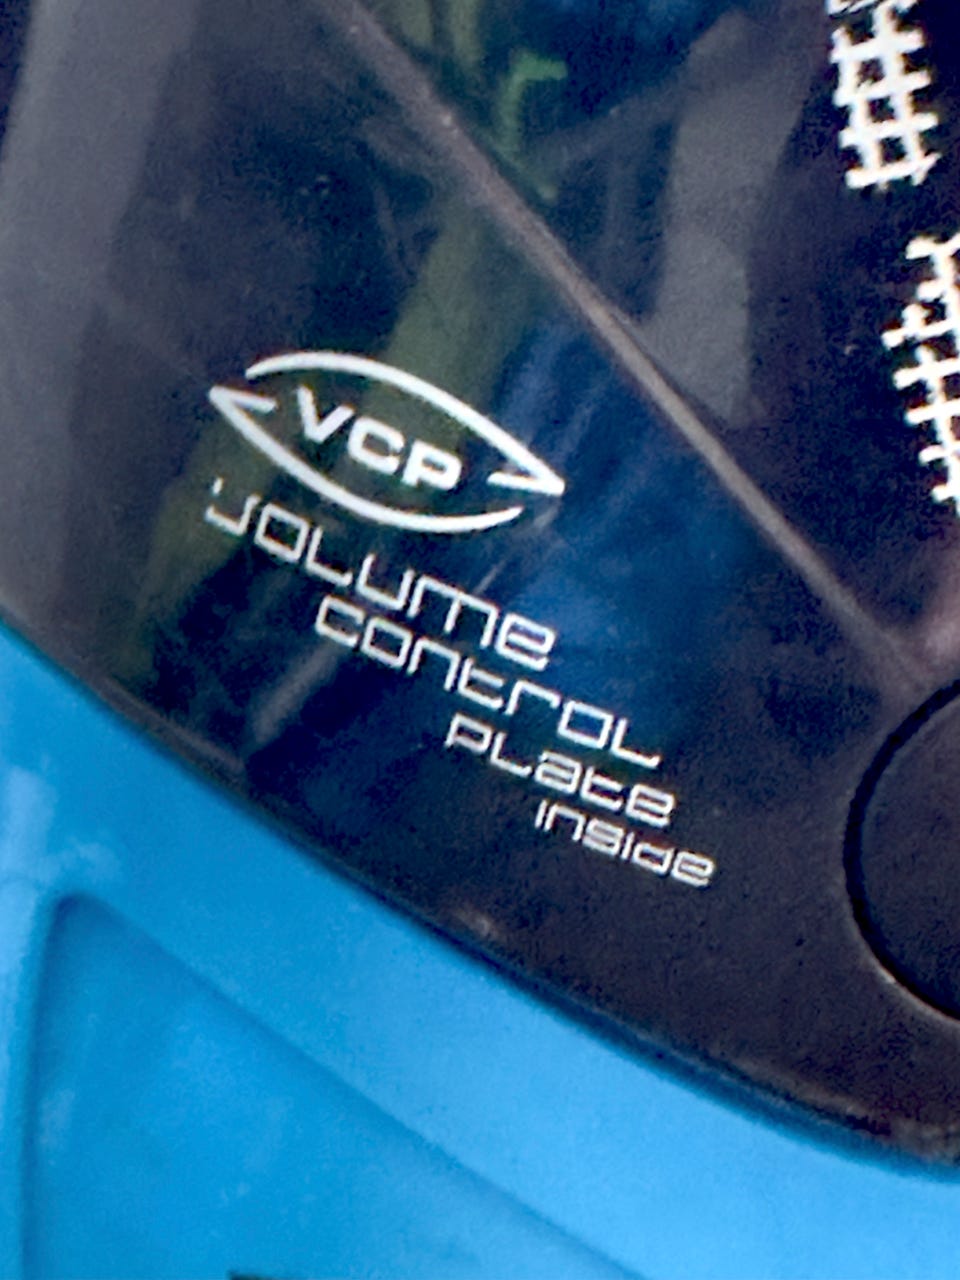 VCP
VOLUME
CONTROL
PLATE
INSIDE